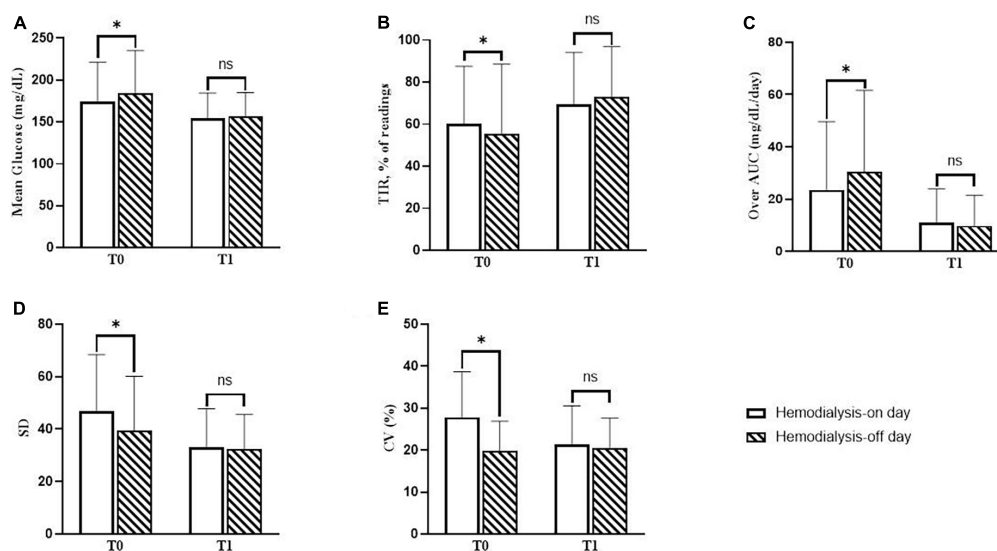 A
Mean Glucose (mg/dL)
250
200
150
100
50
0
*
ns
T0
T1
B
TIR, % of readings
100
80
60
40
20
0
*
ns
T0
T1
C
Over AUC (mg/dL/day)
80
60
40
20
0
*
ns
T0
T1
D
SD
80
60
40
20
0
*
ns
T0
T1
E
CV (%)
50
40
30
20
10
0
*
ns
T0
T1
Hemodialysis-on day
Hemodialysis-off day